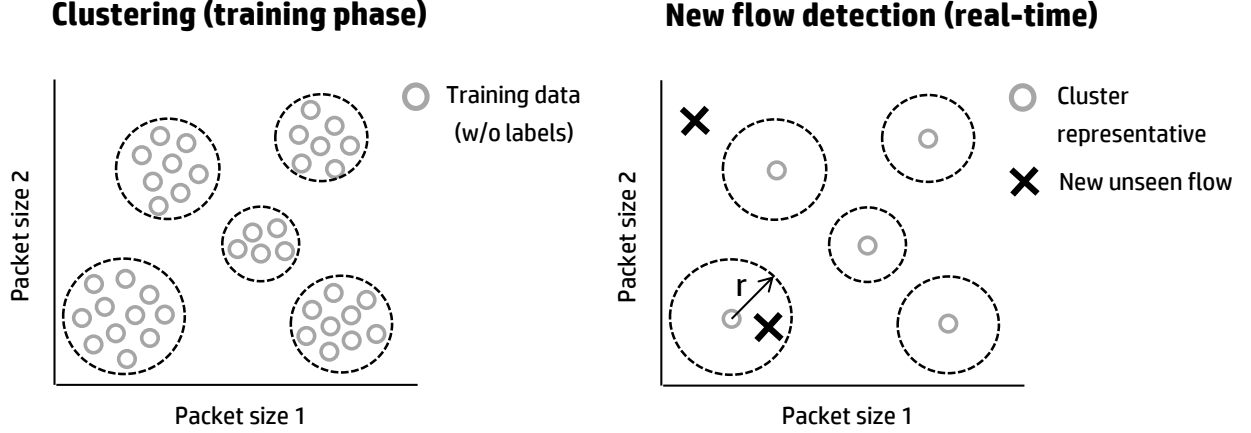 Clustering (training phase)
Training data
(w/o labels)
Packet size 2
Packet size 1
New flow detection (real-time)
Cluster
representative
New unseen flow
Packet size 2
r
Packet size 1